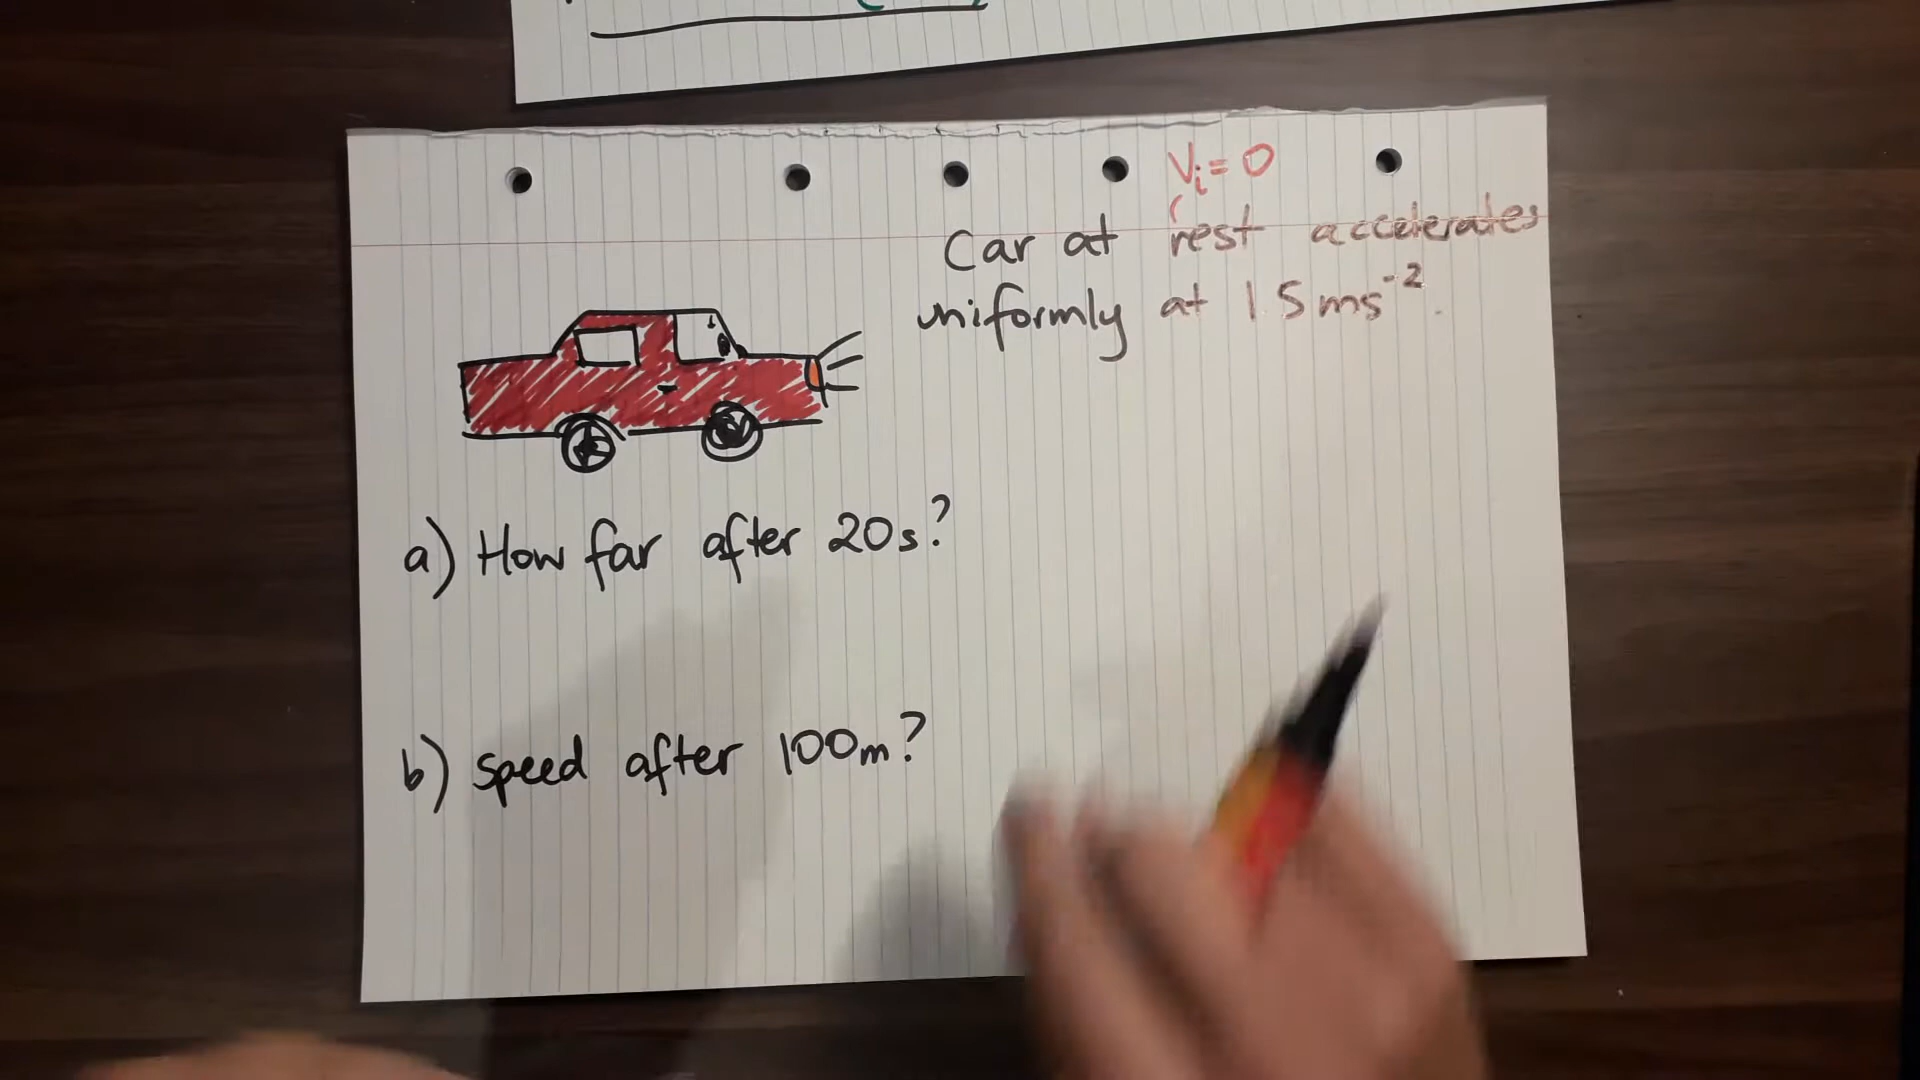 Vi = 0
Car at rest accelerates
uniformly at 1.5 ms⁻².
a) How far after 20s?
b) Speed after 100m?